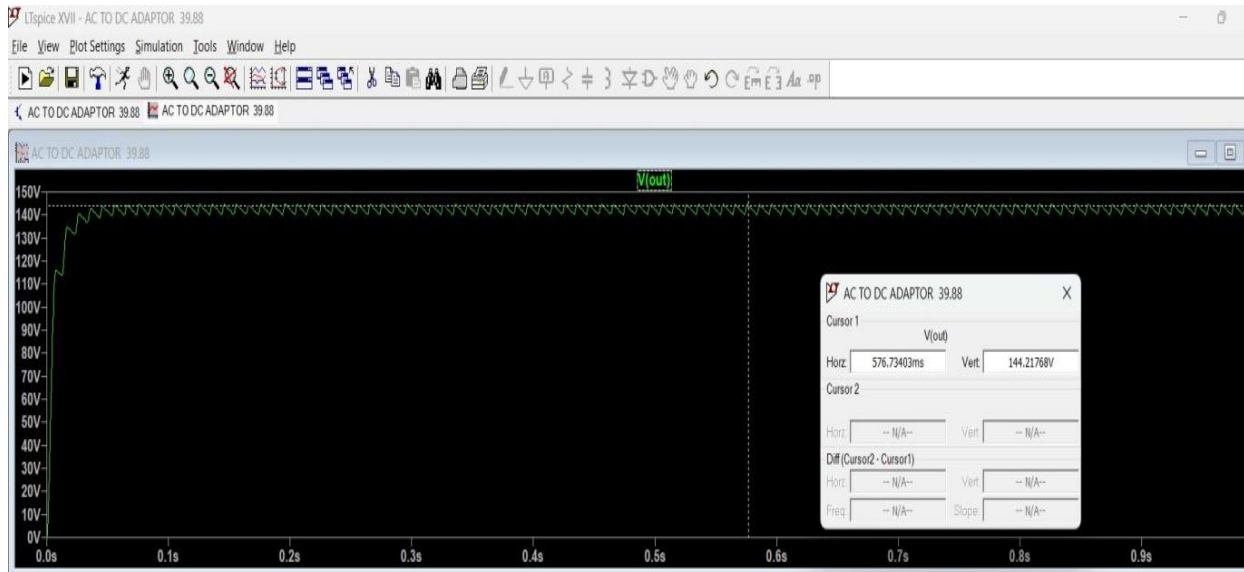 LTspice XVII - AC TO DC ADAPTOR 39.88
File View Plot Settings Simulation Tools Window Help
AC TO DC ADAPTOR 39.88 AC TO DC ADAPTOR 39.88
AC TO DC ADAPTOR 39.88
V(out)
150V
140V
130V
120V
110V
100V
90V
80V
70V
60V
50V
40V
30V
20V
10V
0V
0.0s 0.1s 0.2s 0.3s 0.4s 0.5s 0.6s 0.7s 0.8s 0.9s
AC TO DC ADAPTOR 39.88
Cursor 1
V(out)
Horz: 576.73403ms Vert: 144.21768V
Cursor 2
Horz: -- N/A-- Vert: -- N/A--
Diff (Cursor2 - Cursor1)
Horz: -- N/A-- Vert: -- N/A--
Freq: -- N/A-- Slope: -- N/A--